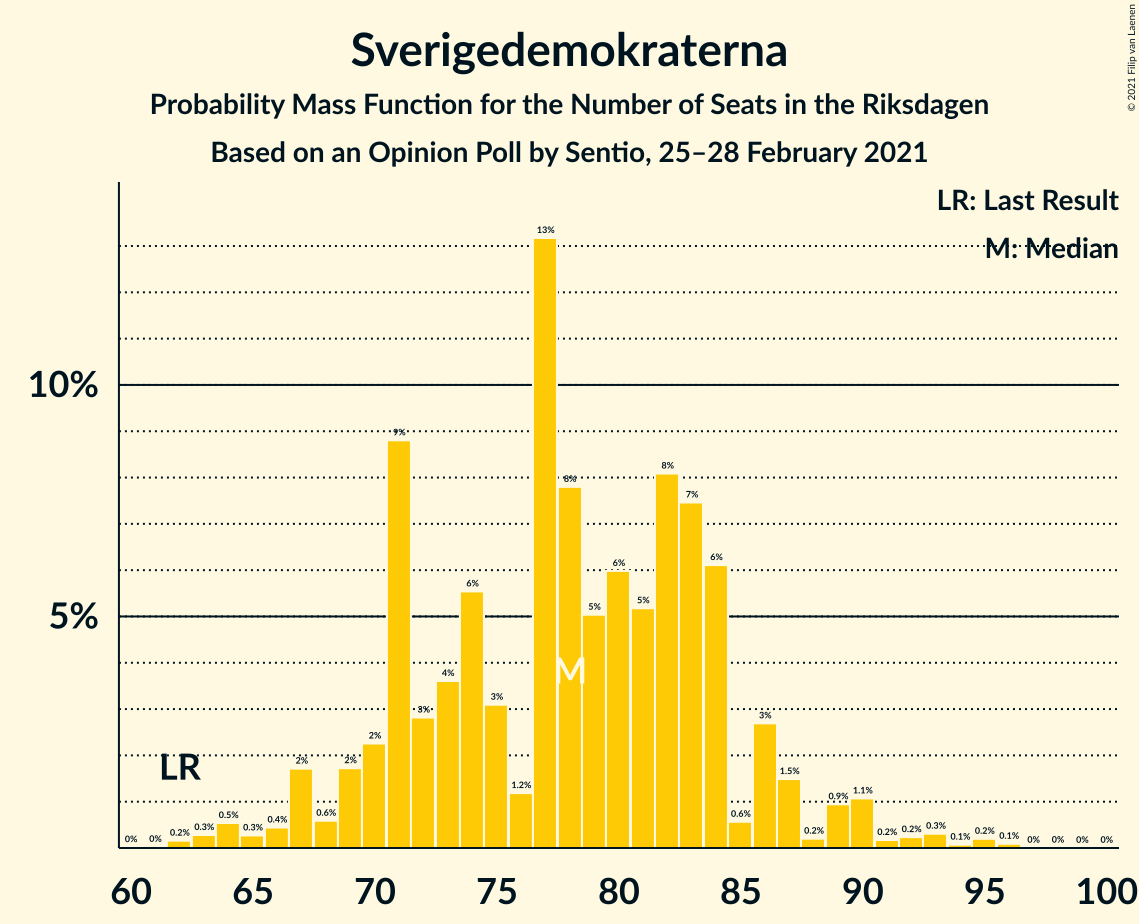 Sverigedemokraterna
Probability Mass Function for the Number of Seats in the Riksdagen
Based on an Opinion Poll by Sentio, 25–28 February 2021
© 2021 Filip van Laenen
LR: Last Result
M: Median
10%
5%
0% 0% 0.2% 0.3% 0.5% 0.3% 0.4% 2% 0.6% 2% 2% 9% 3% 4% 6% 3% 1.2% 13% 8% 5% 6% 5% 8% 7% 6% 0.6% 3% 1.5% 0.2% 0.9% 1.1% 0.2% 0.2% 0.3% 0.1% 0.2% 0.1% 0% 0% 0% 0%
LR
M
60 65 70 75 80 85 90 95 100